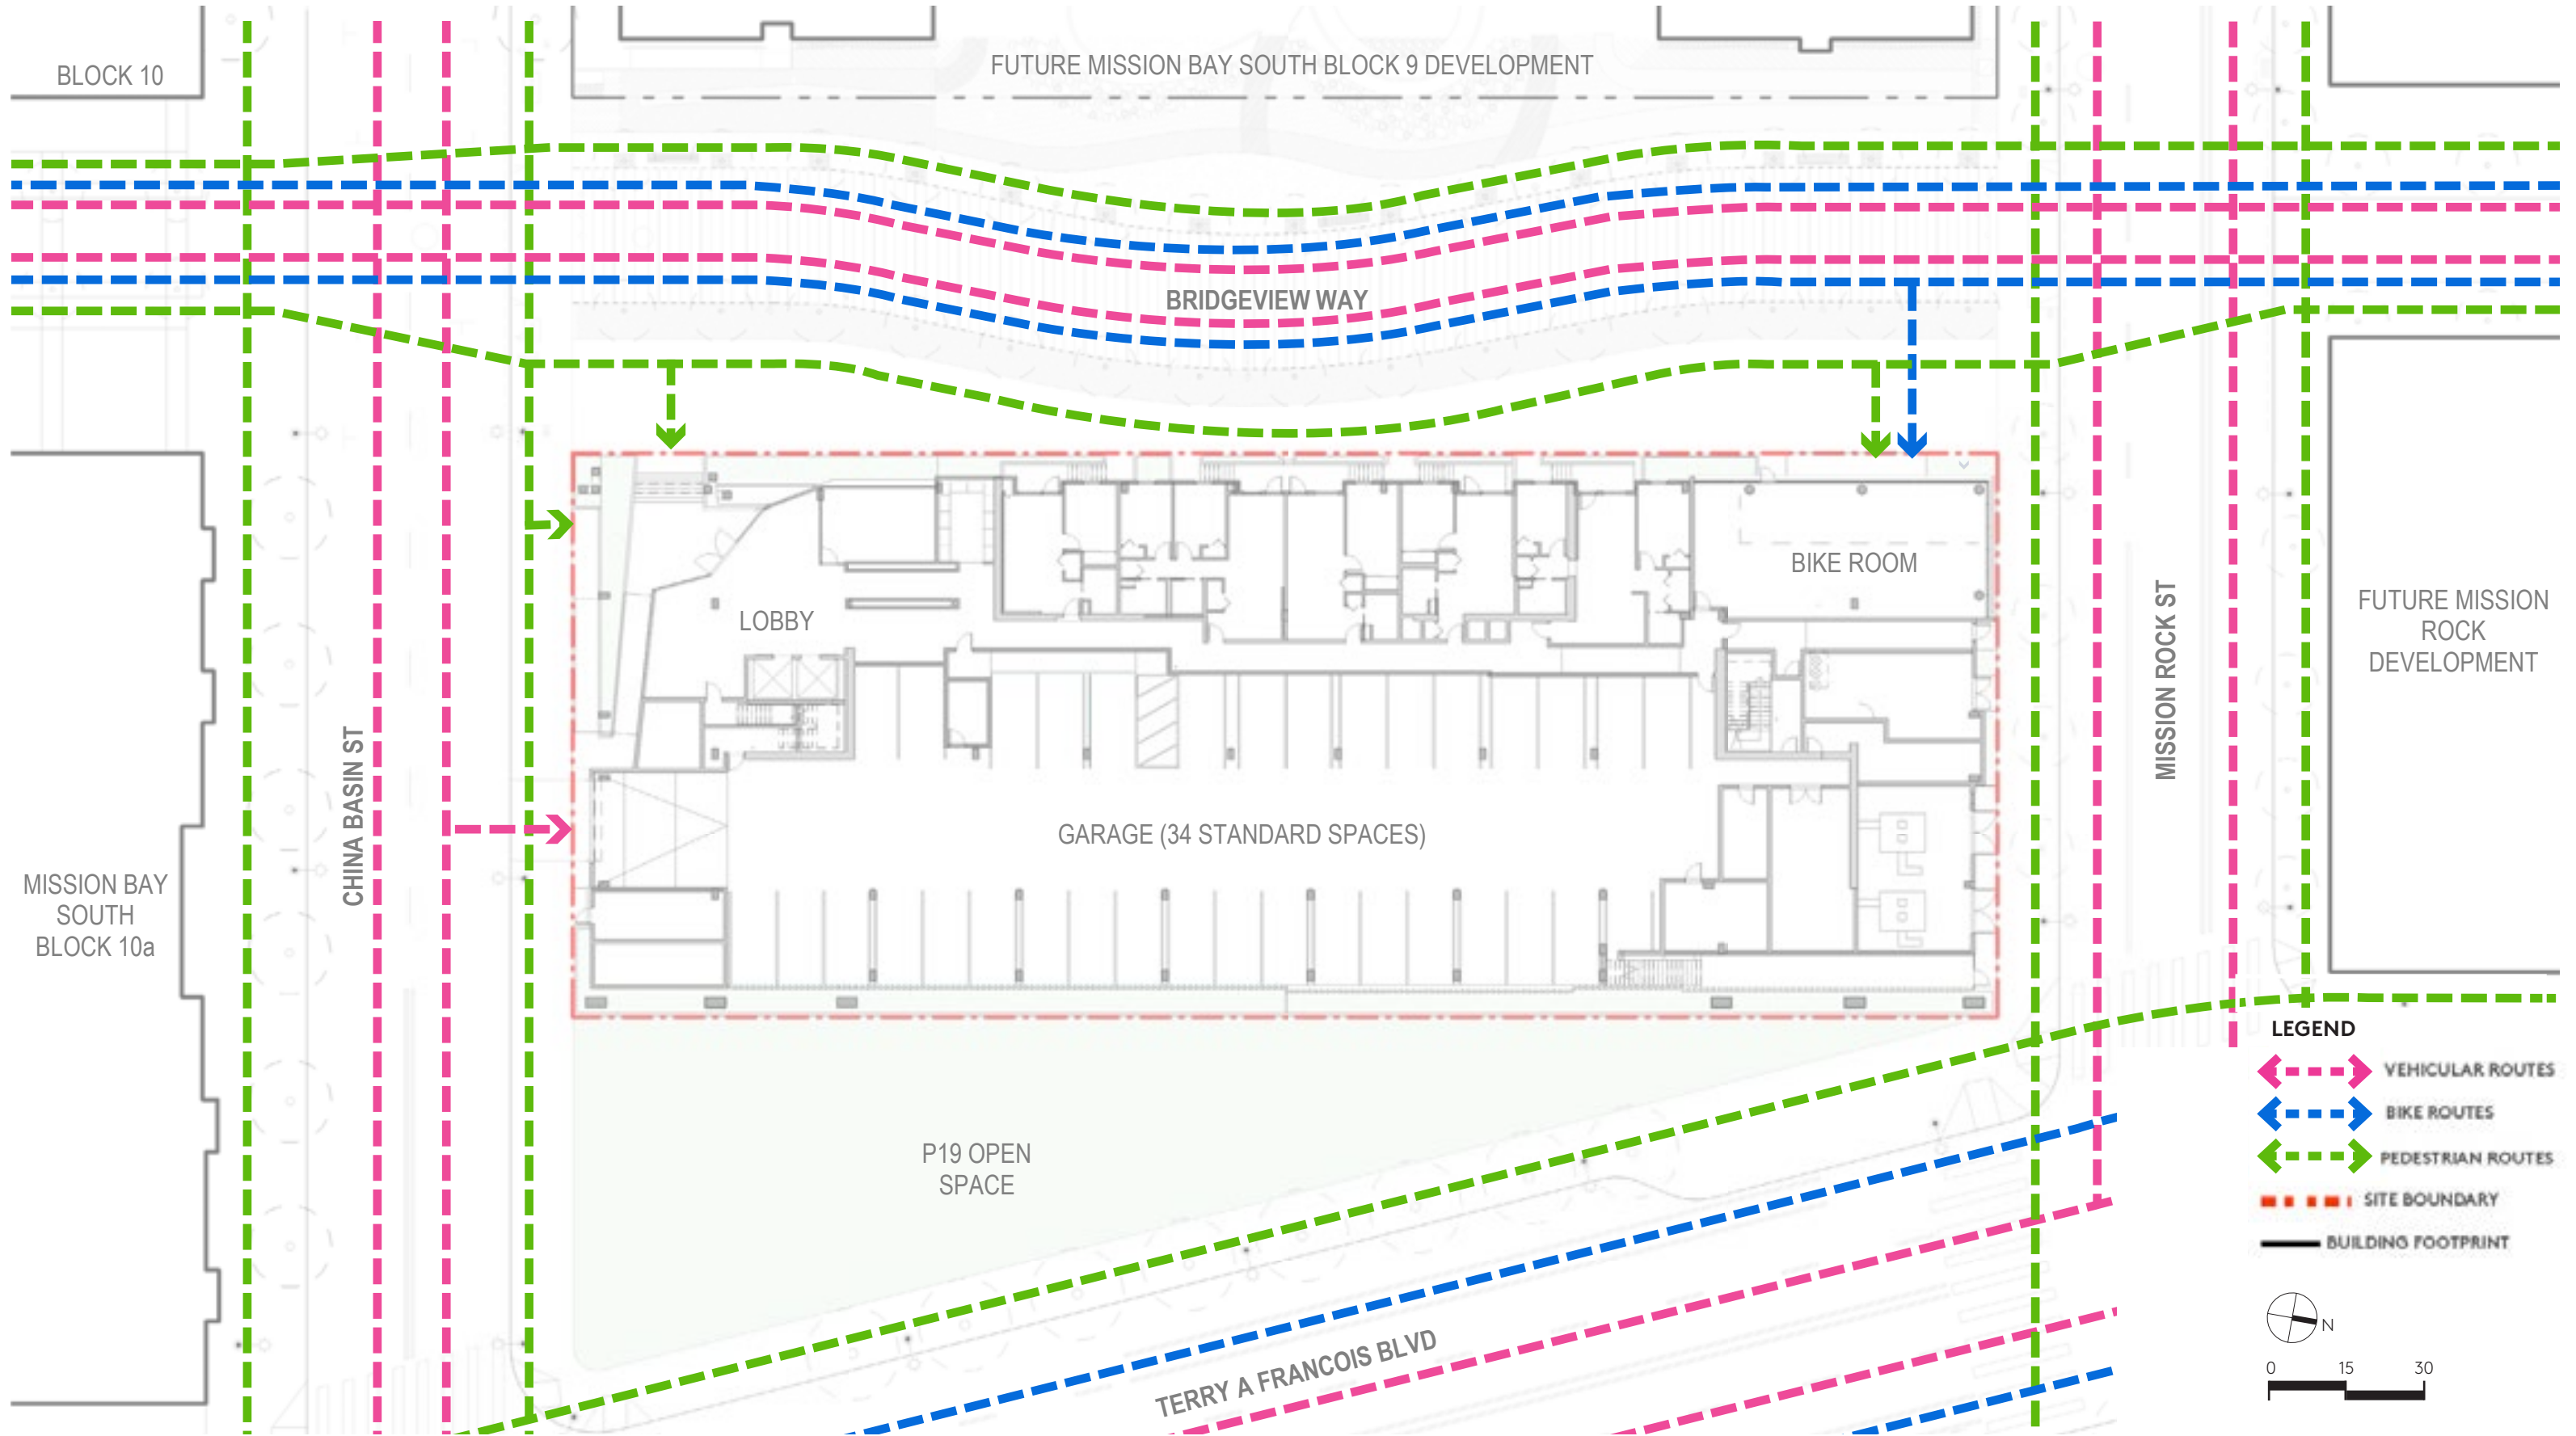 BLOCK 10
FUTURE MISSION BAY SOUTH BLOCK 9 DEVELOPMENT
BRIDGEVIEW WAY
BIKE ROOM
LOBBY
FUTURE MISSION
ROCK
DEVELOPMENT
MISSION ROCK ST
CHINA BASIN ST
GARAGE (34 STANDARD SPACES)
MISSION BAY
SOUTH
BLOCK 10a
P19 OPEN
SPACE
TERRY A FRANCOIS BLVD
LEGEND
VEHICULAR ROUTES
BIKE ROUTES
PEDESTRIAN ROUTES
SITE BOUNDARY
BUILDING FOOTPRINT
N
0 15 30